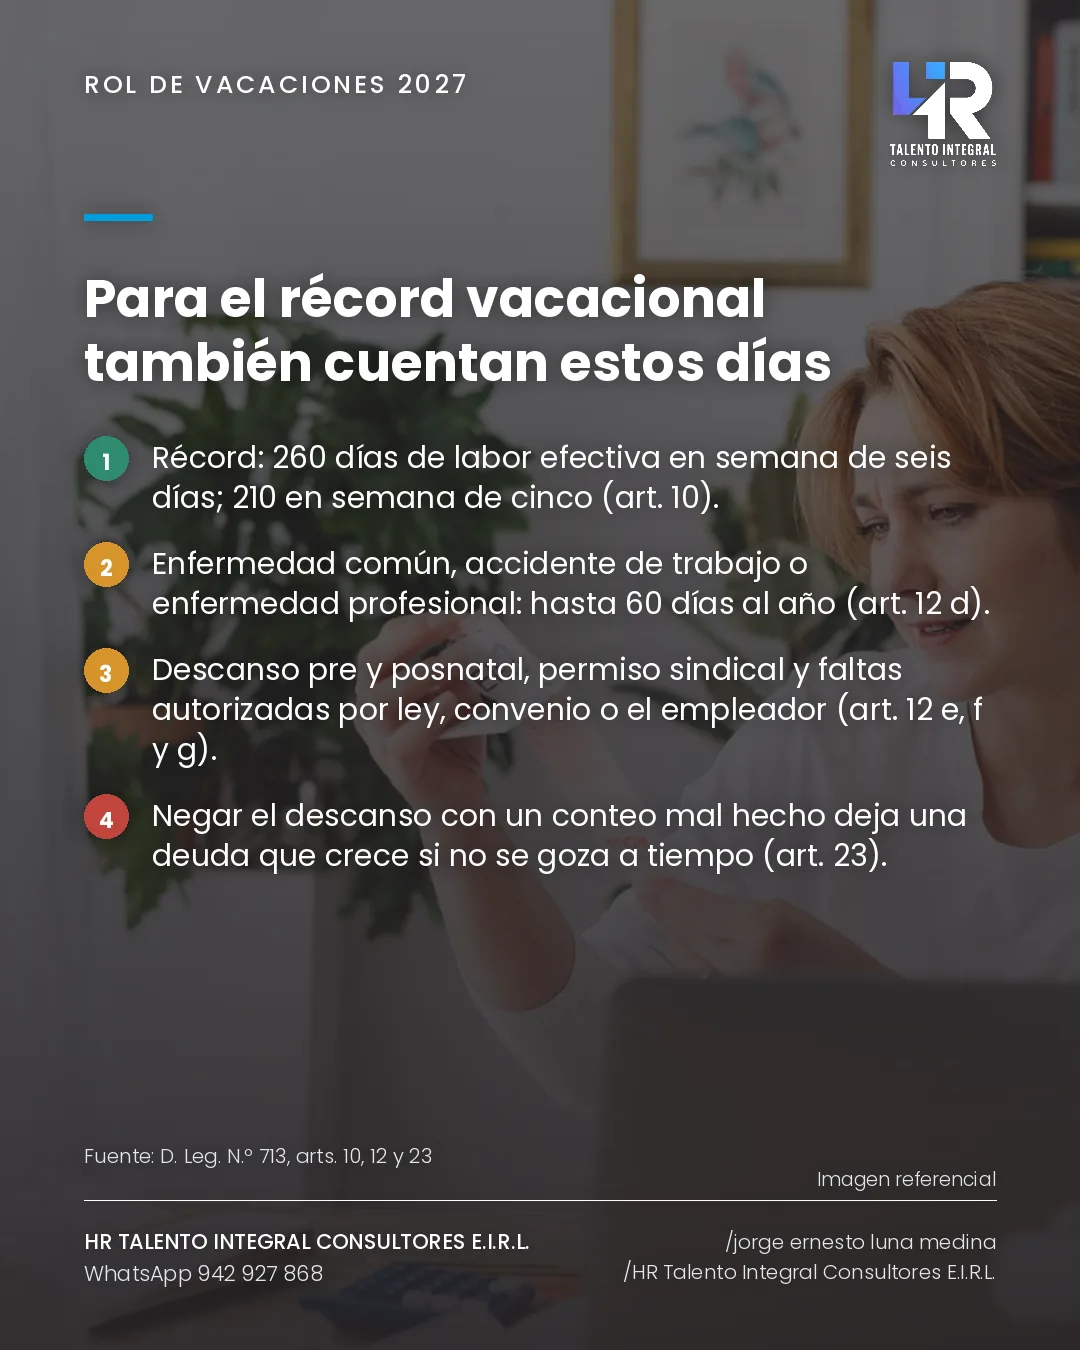 ROL DE VACACIONES 2027
HR
TALENTO INTEGRAL
CONSULTORES
Para el récord vacacional
también cuentan estos días
1 Récord: 260 días de labor efectiva en semana de seis
días; 210 en semana de cinco (art. 10).
2 Enfermedad común, accidente de trabajo o
enfermedad profesional: hasta 60 días al año (art. 12 d).
3 Descanso pre y posnatal, permiso sindical y faltas
autorizadas por ley, convenio o el empleador (art. 12 e, f
y g).
4 Negar el descanso con un conteo mal hecho deja una
deuda que crece si no se goza a tiempo (art. 23).
Fuente: D. Leg. N.º 713, arts. 10, 12 y 23
Imagen referencial
HR TALENTO INTEGRAL CONSULTORES E.I.R.L.
WhatsApp 942 927 868
/jorge ernesto luna medina
/HR Talento Integral Consultores E.I.R.L.